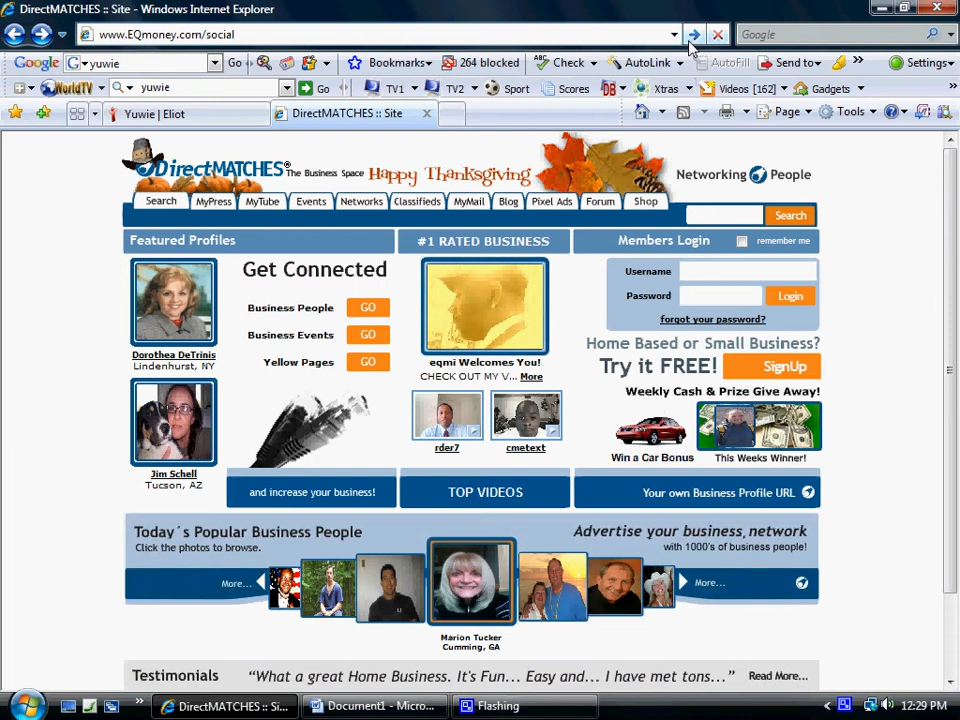 DirectMATCHES :: Site - Windows Internet Explorer
www.EQmoney.com/social
Google
Google
yuwie
Go
Bookmarks
264 blocked
Check
AutoLink
AutoFill
Send to
Settings
WorldTV
yuwie
Go
TV1
TV2
Sport
Scores
DB
Xtras
Videos [162]
Gadgets
Yuwie | Eliot
DirectMATCHES :: Site
Page
Tools
DirectMATCHES® The Business Space
Happy Thanksgiving
Networking People
Search
MyPress
MyTube
Events
Networks
Classifieds
MyMail
Blog
Pixel Ads
Forum
Shop
Search
Featured Profiles
#1 RATED BUSINESS
Members Login
remember me
Dorothea DeTrinis
Lindenhurst, NY
Jim Schell
Tucson, AZ
Get Connected
Business People GO
Business Events GO
Yellow Pages GO
and increase your business!
eqmi Welcomes You!
CHECK OUT MY V... More
rder7
cmetext
TOP VIDEOS
Username
Password
Login
forgot your password?
Home Based or Small Business?
Try it FREE! SignUp
Weekly Cash & Prize Give Away!
Win a Car Bonus
This Weeks Winner!
Your own Business Profile URL
Today´s Popular Business People
Click the photos to browse.
Advertise your business, network
with 1000's of business people!
More...
More...
Marion Tucker
Cumming, GA
Testimonials
“What a great Home Business. It's Fun... Easy and... I have met tons...”
Read More...
DirectMATCHES :: Si...
Document1 - Micro...
Flashing
12:29 PM